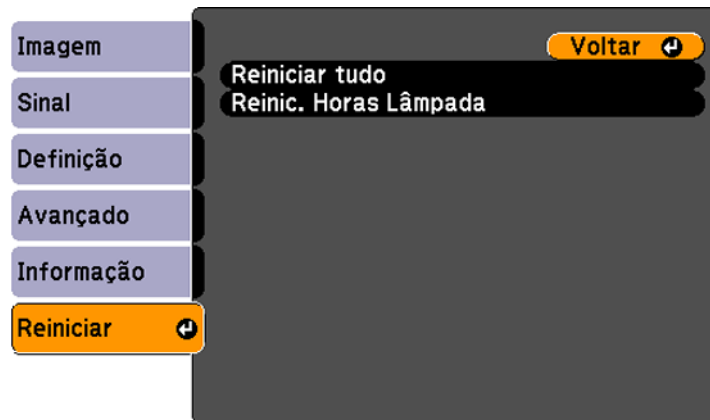 Imagem
Sinal
Definição
Avançado
Informação
Reiniciar
Voltar
Reiniciar tudo
Reinic. Horas Lâmpada